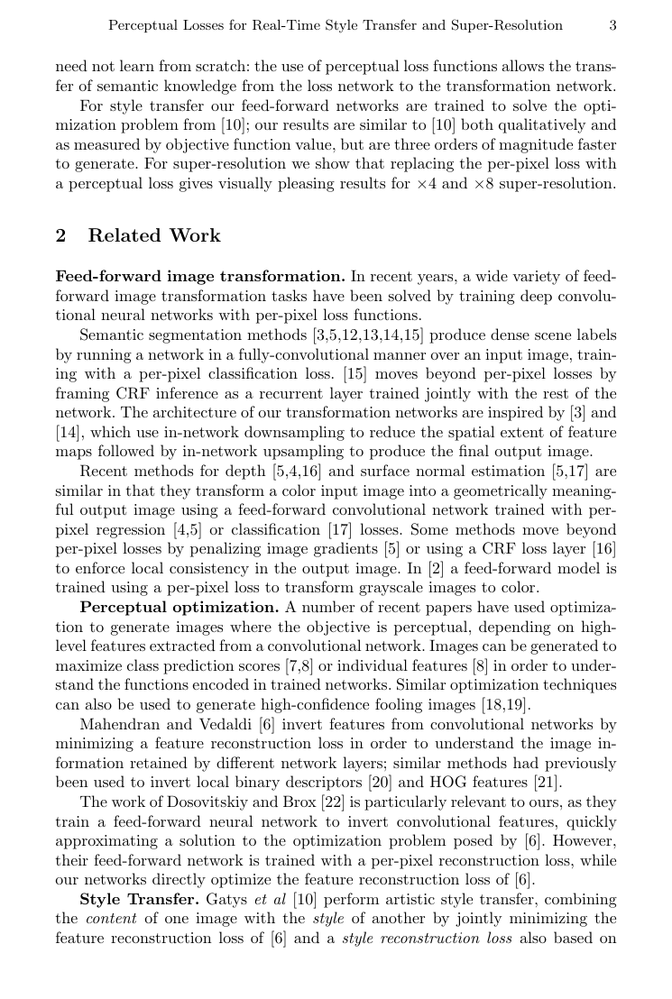 Perceptual Losses for Real-Time Style Transfer and Super-Resolution 3
need not learn from scratch: the use of perceptual loss functions allows the trans-
fer of semantic knowledge from the loss network to the transformation network.
For style transfer our feed-forward networks are trained to solve the opti-
mization problem from [10]; our results are similar to [10] both qualitatively and
as measured by objective function value, but are three orders of magnitude faster
to generate. For super-resolution we show that replacing the per-pixel loss with
a perceptual loss gives visually pleasing results for ×4 and ×8 super-resolution.
2 Related Work
Feed-forward image transformation. In recent years, a wide variety of feed-
forward image transformation tasks have been solved by training deep convolu-
tional neural networks with per-pixel loss functions.
Semantic segmentation methods [3,5,12,13,14,15] produce dense scene labels
by running a network in a fully-convolutional manner over an input image, train-
ing with a per-pixel classification loss. [15] moves beyond per-pixel losses by
framing CRF inference as a recurrent layer trained jointly with the rest of the
network. The architecture of our transformation networks are inspired by [3] and
[14], which use in-network downsampling to reduce the spatial extent of feature
maps followed by in-network upsampling to produce the final output image.
Recent methods for depth [5,4,16] and surface normal estimation [5,17] are
similar in that they transform a color input image into a geometrically meaning-
ful output image using a feed-forward convolutional network trained with per-
pixel regression [4,5] or classification [17] losses. Some methods move beyond
per-pixel losses by penalizing image gradients [5] or using a CRF loss layer [16]
to enforce local consistency in the output image. In [2] a feed-forward model is
trained using a per-pixel loss to transform grayscale images to color.
Perceptual optimization. A number of recent papers have used optimiza-
tion to generate images where the objective is perceptual, depending on high-
level features extracted from a convolutional network. Images can be generated to
maximize class prediction scores [7,8] or individual features [8] in order to under-
stand the functions encoded in trained networks. Similar optimization techniques
can also be used to generate high-confidence fooling images [18,19].
Mahendran and Vedaldi [6] invert features from convolutional networks by
minimizing a feature reconstruction loss in order to understand the image in-
formation retained by different network layers; similar methods had previously
been used to invert local binary descriptors [20] and HOG features [21].
The work of Dosovitskiy and Brox [22] is particularly relevant to ours, as they
train a feed-forward neural network to invert convolutional features, quickly
approximating a solution to the optimization problem posed by [6]. However,
their feed-forward network is trained with a per-pixel reconstruction loss, while
our networks directly optimize the feature reconstruction loss of [6].
Style Transfer. Gatys et al [10] perform artistic style transfer, combining
the content of one image with the style of another by jointly minimizing the
feature reconstruction loss of [6] and a style reconstruction loss also based on